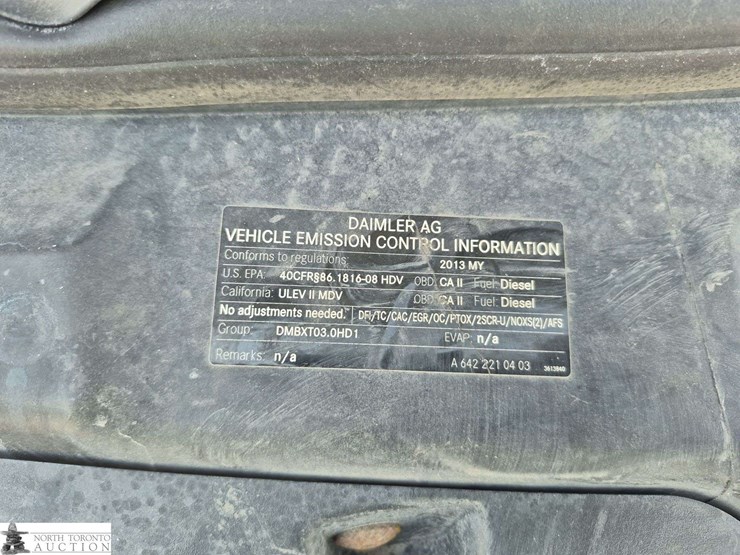 DAIMLER AG
VEHICLE EMISSION CONTROL INFORMATION
Conforms to regulations: 2013 MY
U.S. EPA: 40CFR§86.1816-08 HDV OBD: CA II Fuel: Diesel
California: ULEV II MDV OBD: CA II Fuel: Diesel
No adjustments needed. DFI/TC/CAC/EGR/OC/PTOX/2SCR-U/NOXS(2)/AFS
Group: DMBXT03.0HD1 EVAP: n/a
Remarks: n/a A 642 221 04 03 3613840
NORTH TORONTO
AUCTION